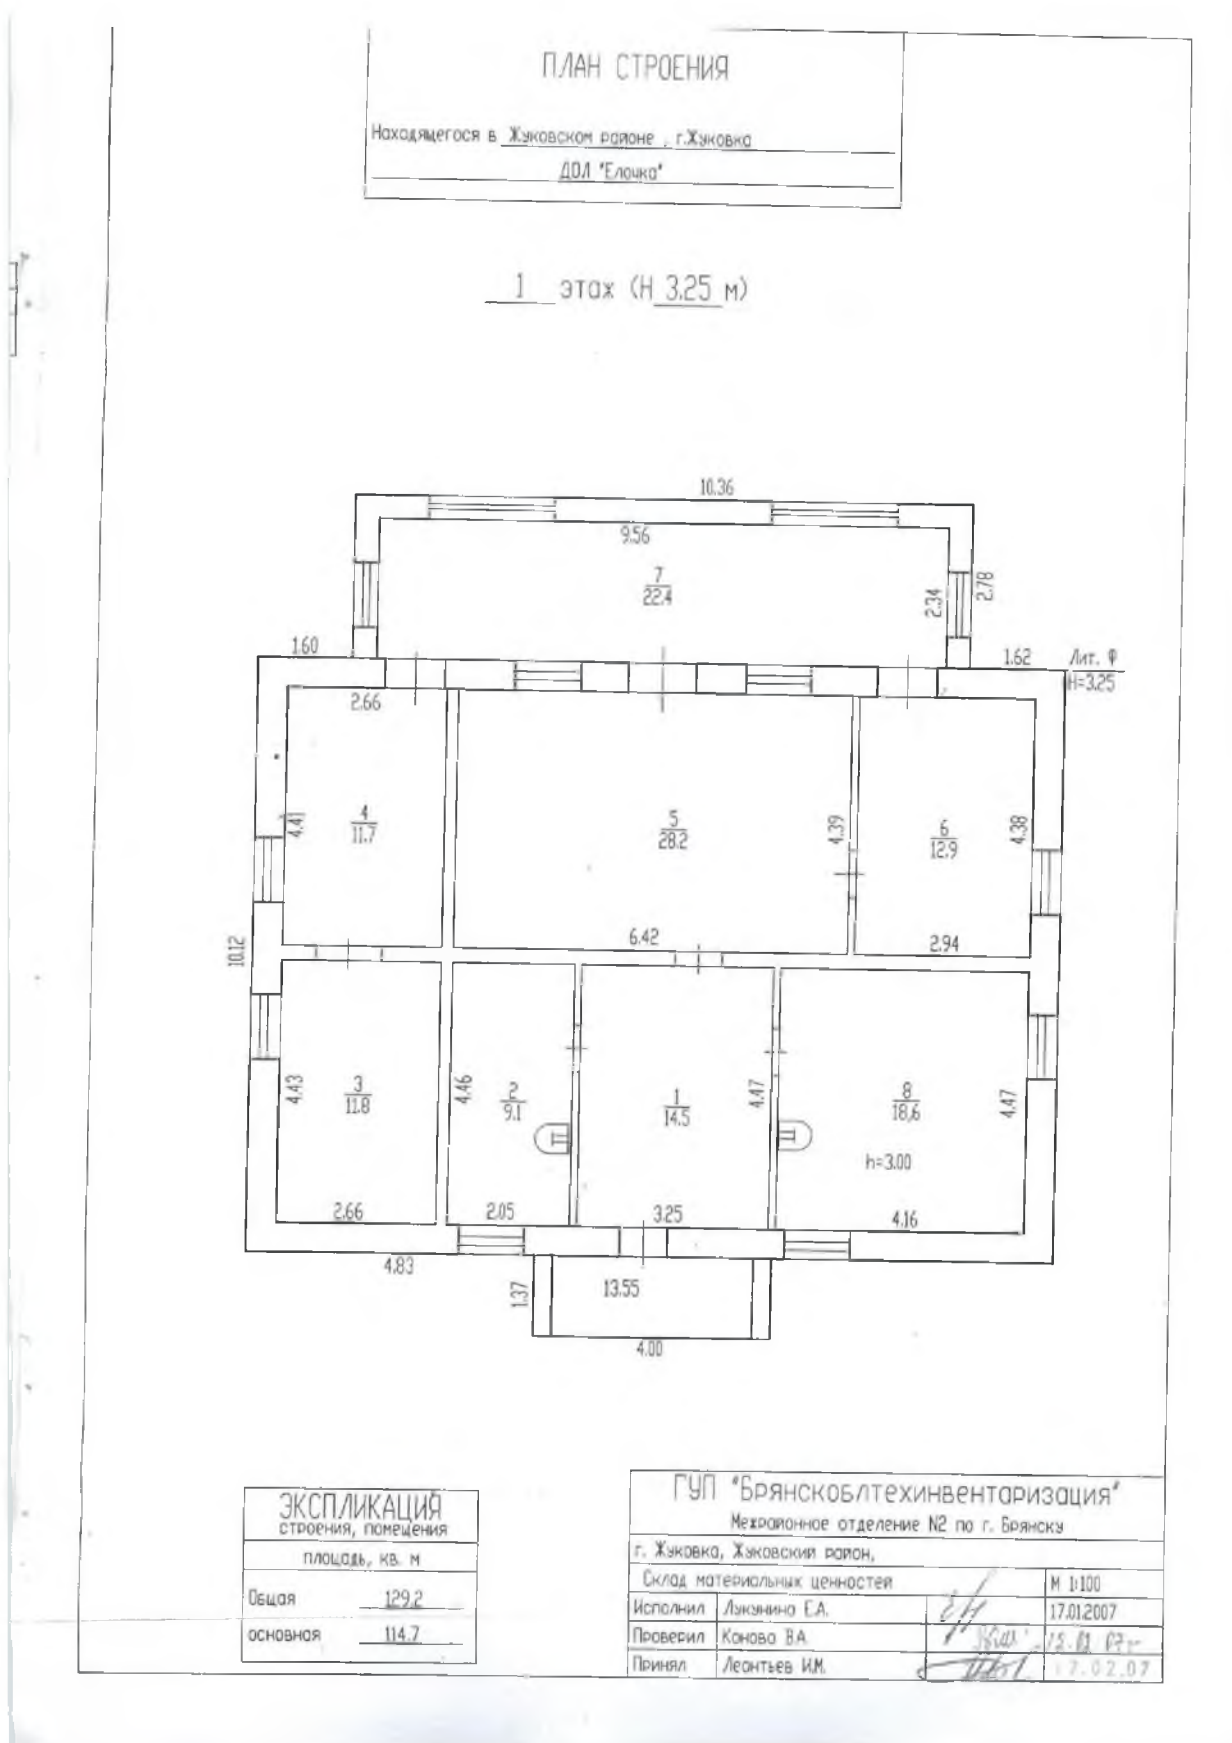 ПЛАН СТРОЕНИЯ
Находящегося в Жуковском районе , г.Жуковка
ДОЛ "Елочка"
1 этаж (Н 3.25 м)
10.36
9.56
7
22.4
2.34
2.78
1.60
1.62
Лит. Ф
Н=3.25
2.66
4.41
4
11.7
5
28.2
4.39
6
12.9
4.38
6.42
2.94
10.12
4.43
3
11.8
4.46
2
9.1
1
14.5
4.47
8
18.6
4.47
h=3.00
2.66
2.05
3.25
4.16
4.83
1.37
13.55
4.00
ЭКСПЛИКАЦИЯ
строения, помещения
площадь, кв. м
Общая 129.2
основная 114.7
ГУП "Брянскоблтехинвентаризация"
Межрайонное отделение N2 по г. Брянску
г. Жуковка, Жуковский район,
Склад материальных ценностей М 1:100
Исполнил Лукунина Е.А. 17.01.2007
Проверил Конова В.А.
Принял Леонтьев И.М. 17.02.07